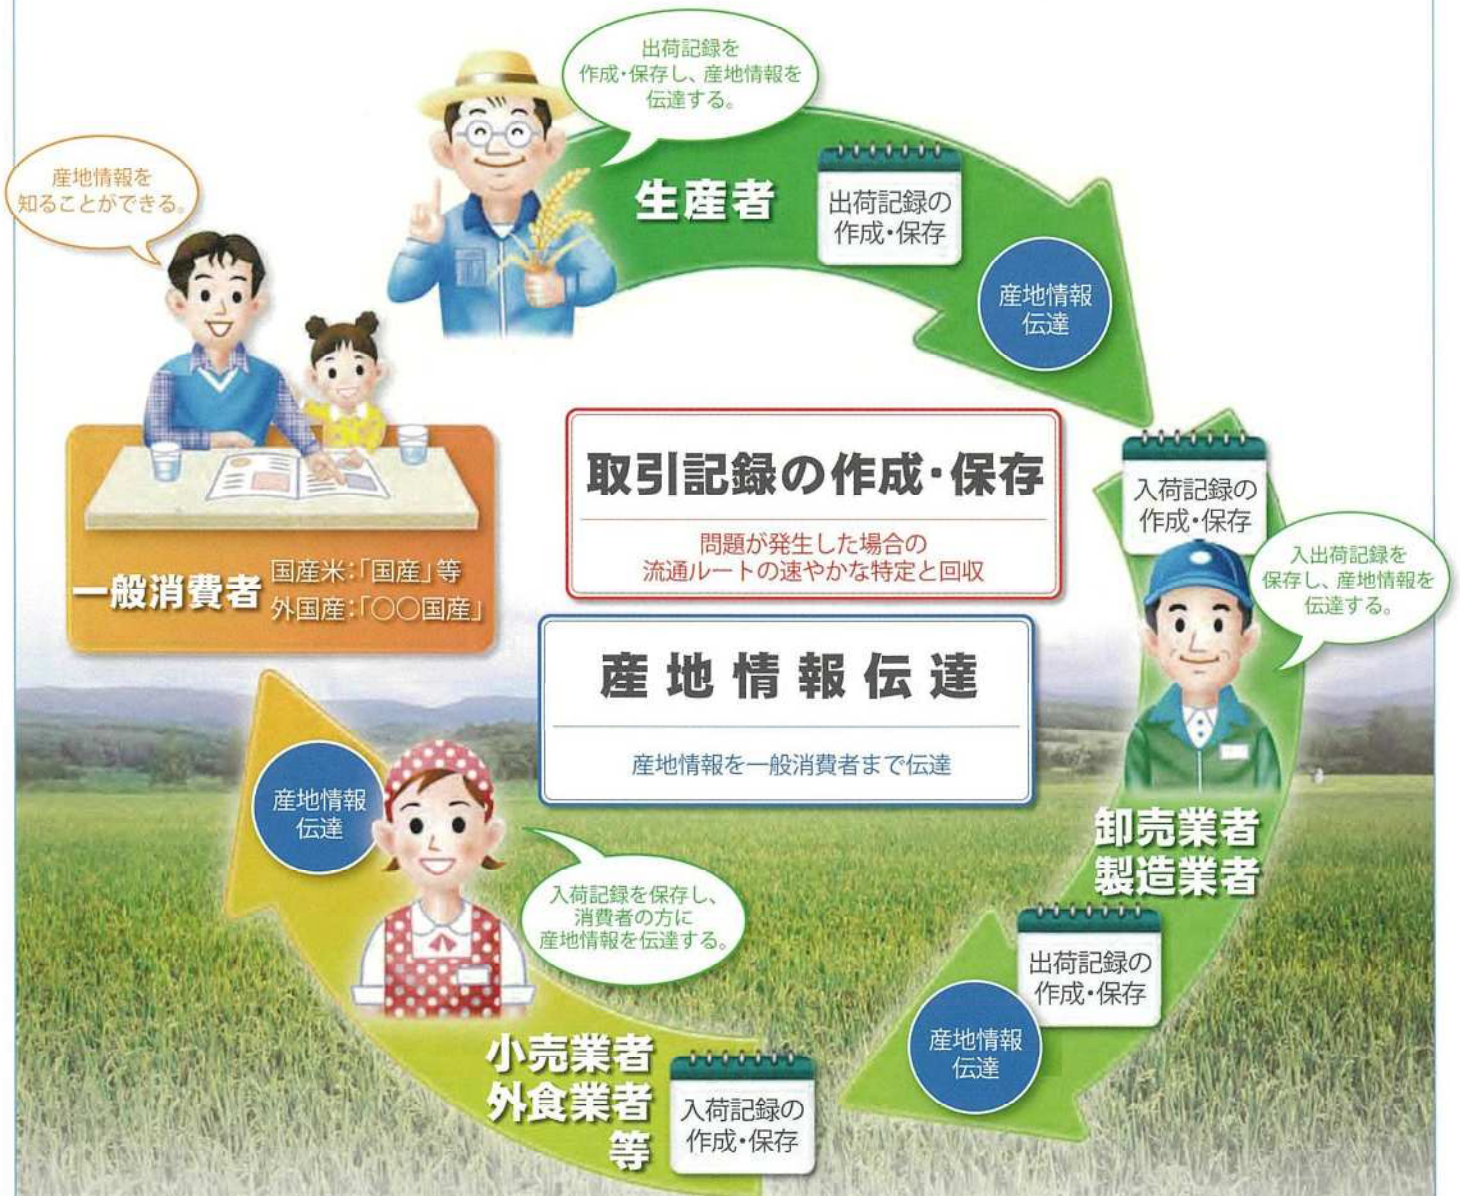 出荷記録を
作成・保存し、産地情報を
伝達する。
生産者
出荷記録の
作成・保存
産地情報
伝達
産地情報を
知ることができる。
一般消費者
国産米:「国産」等
外国産:「〇〇国産」
取引記録の作成・保存
問題が発生した場合の
流通ルートの速やかな特定と回収
産地情報伝達
産地情報を一般消費者まで伝達
入荷記録の
作成・保存
入出荷記録を
保存し、産地情報を
伝達する。
卸売業者
製造業者
出荷記録の
作成・保存
産地情報
伝達
入荷記録を保存し、
消費者の方に
産地情報を伝達する。
小売業者
外食業者
等
入荷記録の
作成・保存
産地情報
伝達